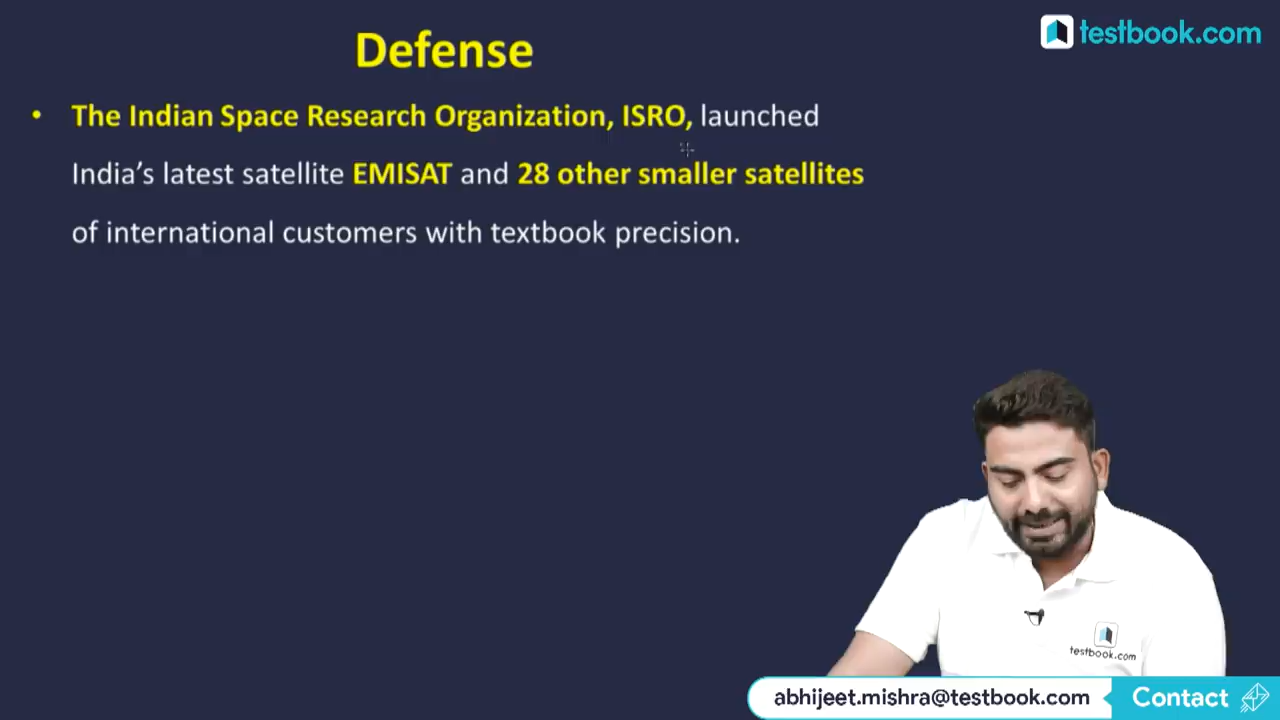 Defense
testbook.com
• The Indian Space Research Organization, ISRO, launched
India’s latest satellite EMISAT and 28 other smaller satellites
of international customers with textbook precision.
testbook.com
abhijeet.mishra@testbook.com Contact